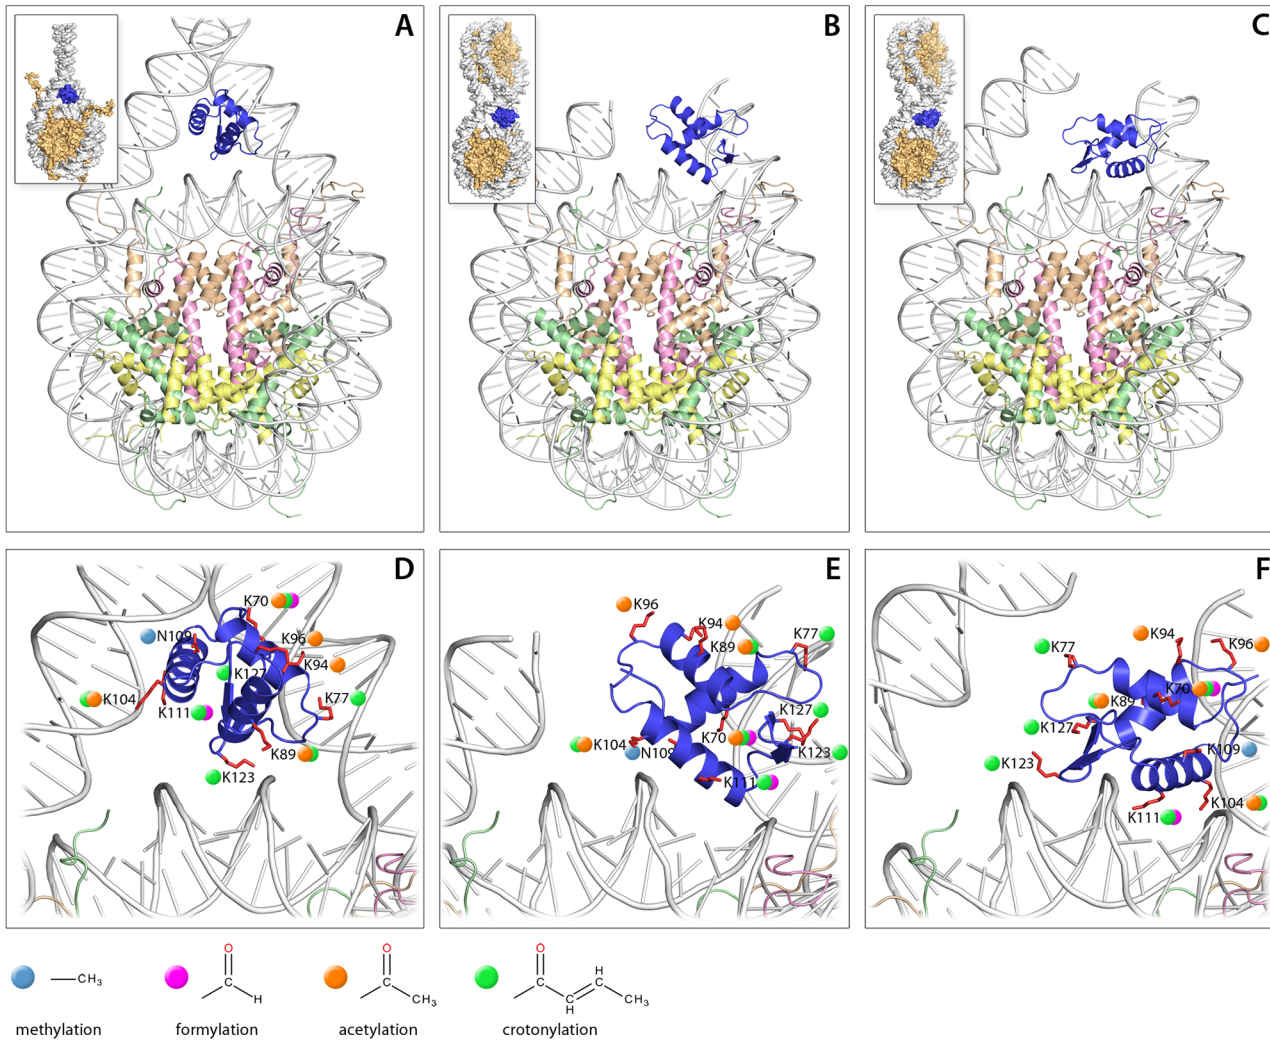 A
B
C
D
K70
N109
K96
K94
K127
K104
K111
K77
K89
K123
E
K96
K94
K77
K89
K127
K104
N109
K70
K123
K111
F
K77
K94
K96
K70
K89
K127
K109
K123
K104
K111
O
O
O
H
CH3
H
CH3
H
CH3
methylation
formylation
acetylation
crotonylation